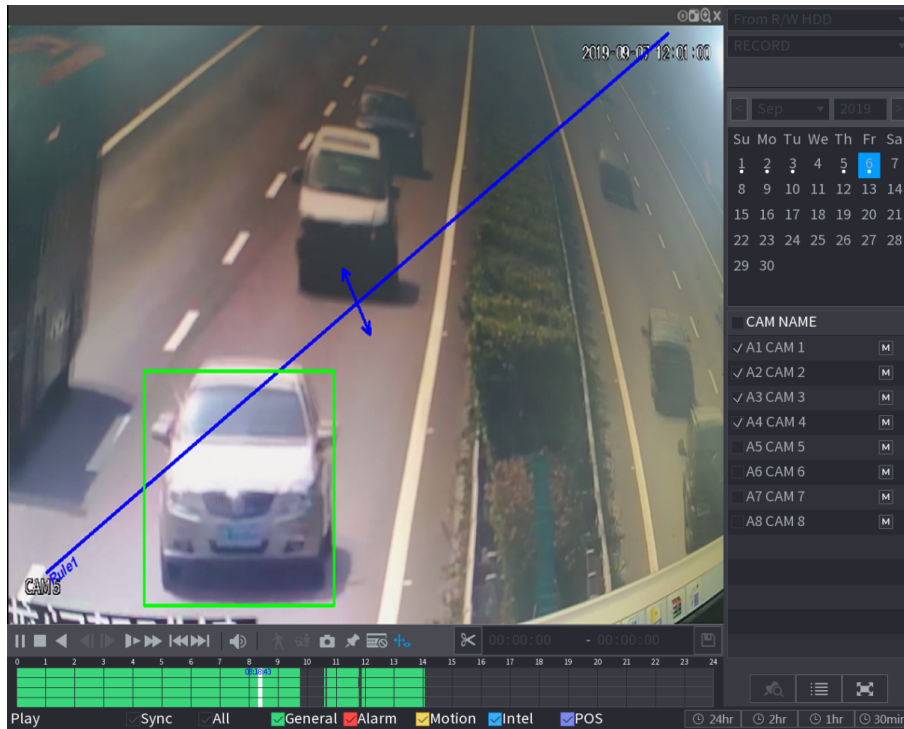 From R/W HDD
2019-09-07 12:01:00
RECORD
< Sep 2019 >
Su Mo Tu We Th Fr Sa
1 2 3 4 5 6 7
8 9 10 11 12 13 14
15 16 17 18 19 20 21
22 23 24 25 26 27 28
29 30
CAM NAME
A1 CAM 1 M
A2 CAM 2 M
A3 CAM 3 M
A4 CAM 4 M
A5 CAM 5 M
A6 CAM 6 M
A7 CAM 7 M
A8 CAM 8 M
Rule1
CAM 5
00:00:00 - 00:00:00
0 1 2 3 4 5 6 7 8 9 10 11 12 13 14 15 16 17 18 19 20 21 22 23 24
Play Sync All General Alarm Motion Intel POS 24hr 2hr 1hr 30min